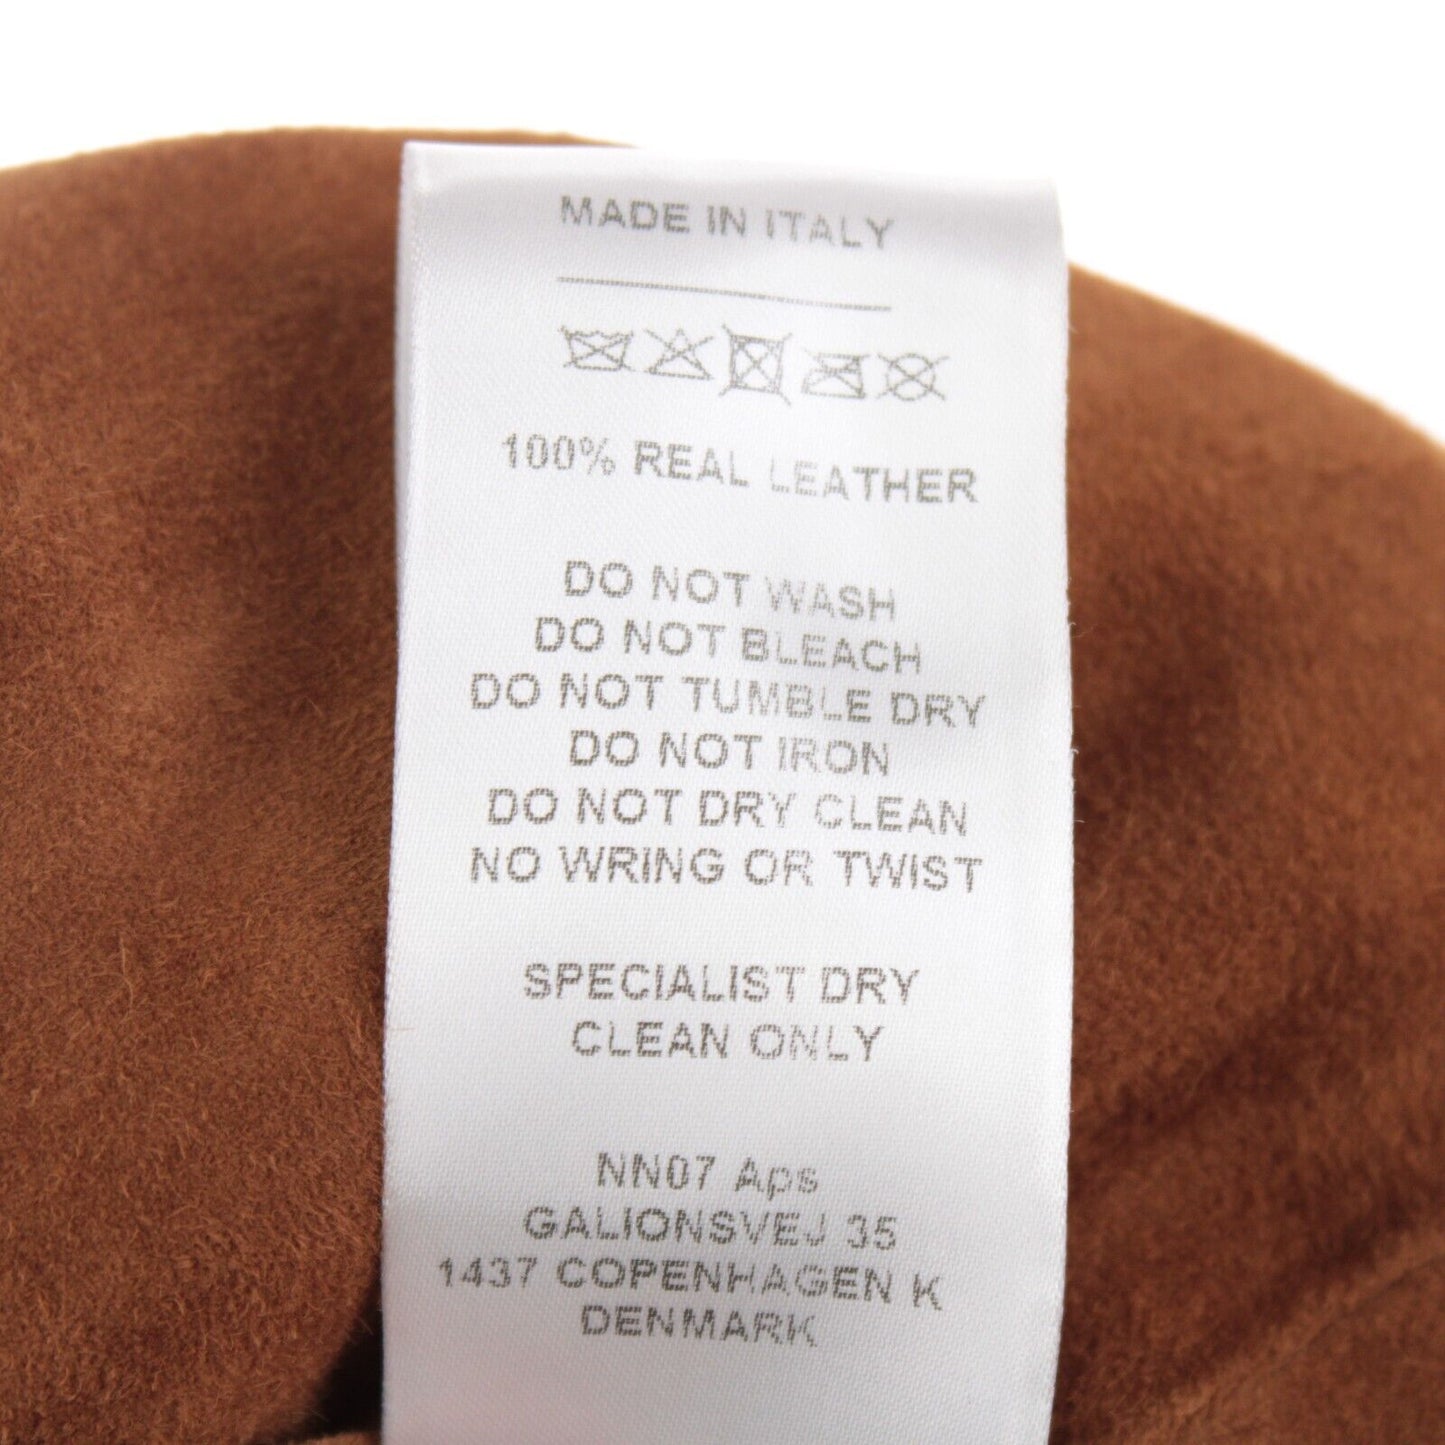 MADE IN ITALY
100% REAL LEATHER
DO NOT WASH
DO NOT BLEACH
DO NOT TUMBLE DRY
DO NOT IRON
DO NOT DRY CLEAN
NO WRING OR TWIST
SPECIALIST DRY
CLEAN ONLY
NN07 Aps
GALIONSVEJ 35
1437 COPENHAGEN K
DENMARK